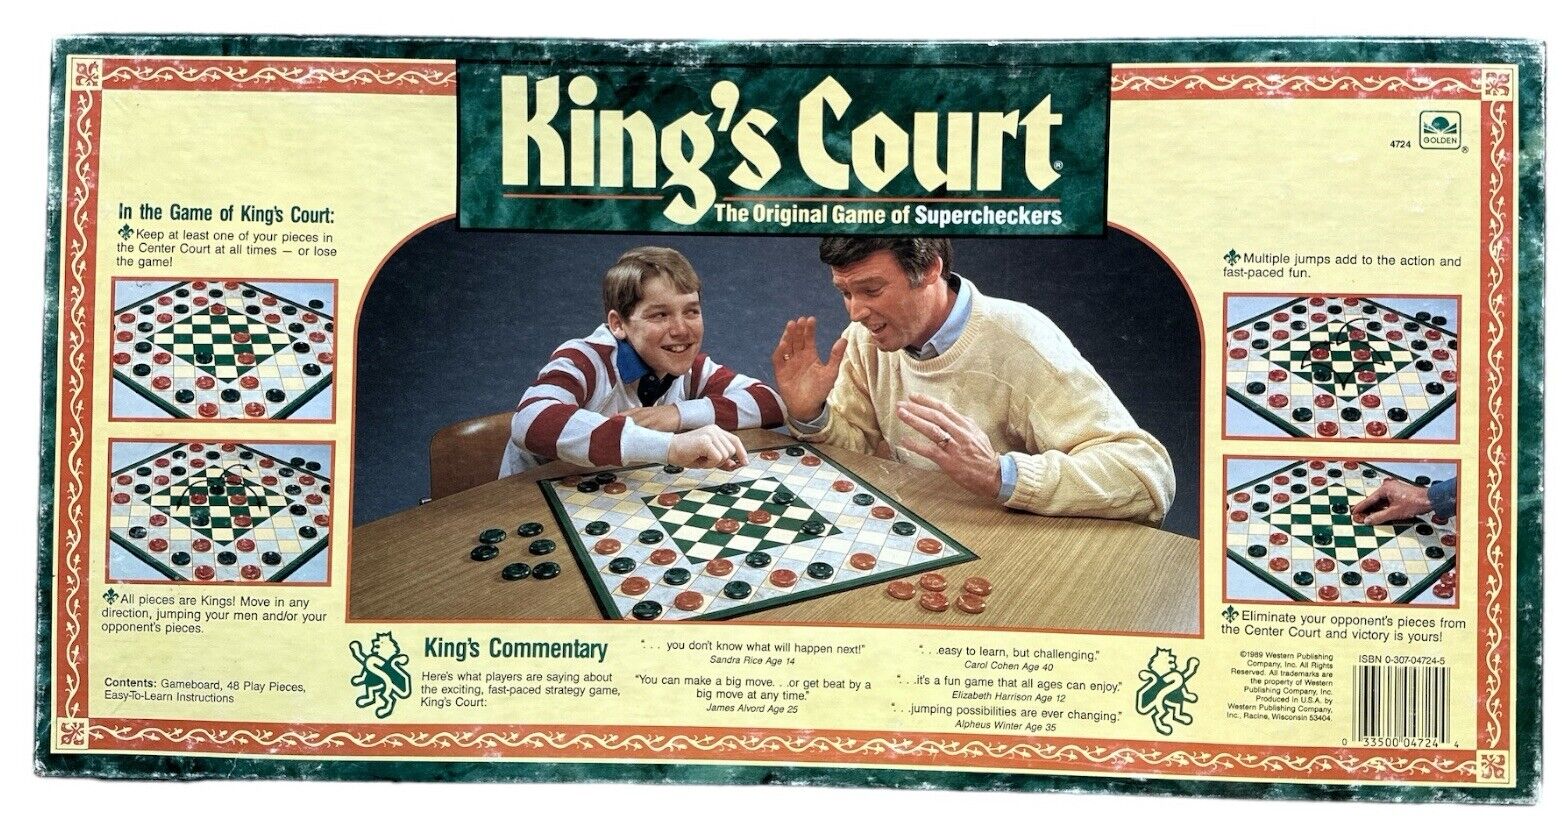 King's Court®
The Original Game of Supercheckers
4724
GOLDEN®
In the Game of King's Court:
Keep at least one of your pieces in
the Center Court at all times — or lose
the game!
All pieces are Kings! Move in any
direction, jumping your men and/or your
opponent's pieces.
Contents: Gameboard, 48 Play Pieces,
Easy-To-Learn Instructions
King's Commentary
Here's what players are saying about
the exciting, fast-paced strategy game,
King's Court:
". . . you don't know what will happen next!"
Sandra Rice Age 14
"You can make a big move. . .or get beat by a
big move at any time."
James Alvord Age 25
". . .easy to learn, but challenging."
Carol Cohen Age 40
". . .it's a fun game that all ages can enjoy."
Elizabeth Harrison Age 12
". . .jumping possibilities are ever changing."
Alpheus Winter Age 35
Multiple jumps add to the action and
fast-paced fun.
Eliminate your opponent's pieces from
the Center Court and victory is yours!
©1989 Western Publishing
Company, Inc. All Rights
Reserved. All trademarks are
the property of Western
Publishing Company, Inc.
Produced in U.S.A. by
Western Publishing Company,
Inc., Racine, Wisconsin 53404.
ISBN 0-307-04724-5
0 33500 04724 4